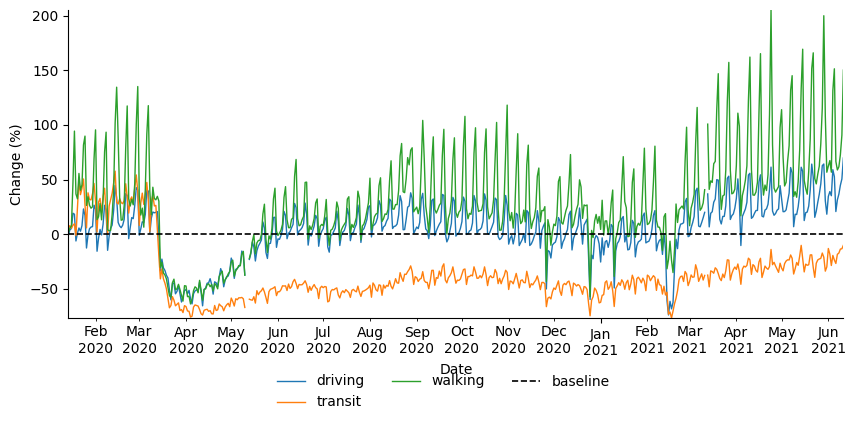 200
150
100
50
0
−50
Change (%)
Feb 2020
Mar 2020
Apr 2020
May 2020
Jun 2020
Jul 2020
Aug 2020
Sep 2020
Oct 2020
Nov 2020
Dec 2020
Jan 2021
Feb 2021
Mar 2021
Apr 2021
May 2021
Jun 2021
Date
driving
transit
walking
baseline